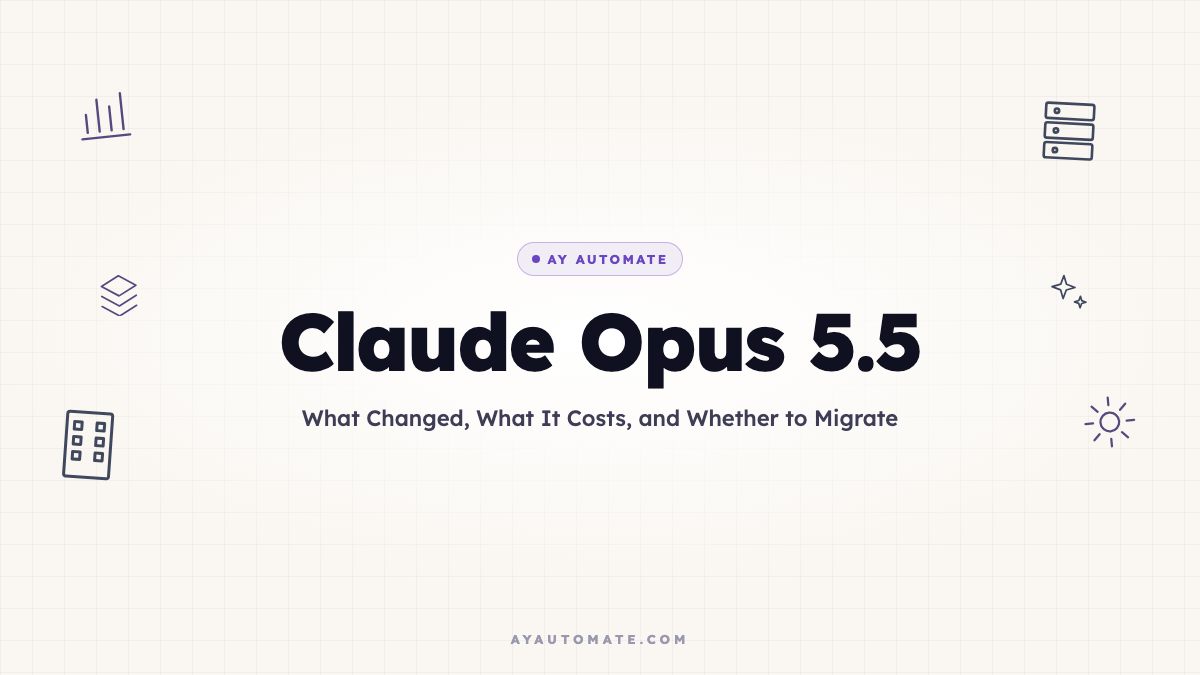 AY AUTOMATE
Claude Opus 5.5
What Changed, What It Costs, and Whether to Migrate
AYAUTOMATE.COM